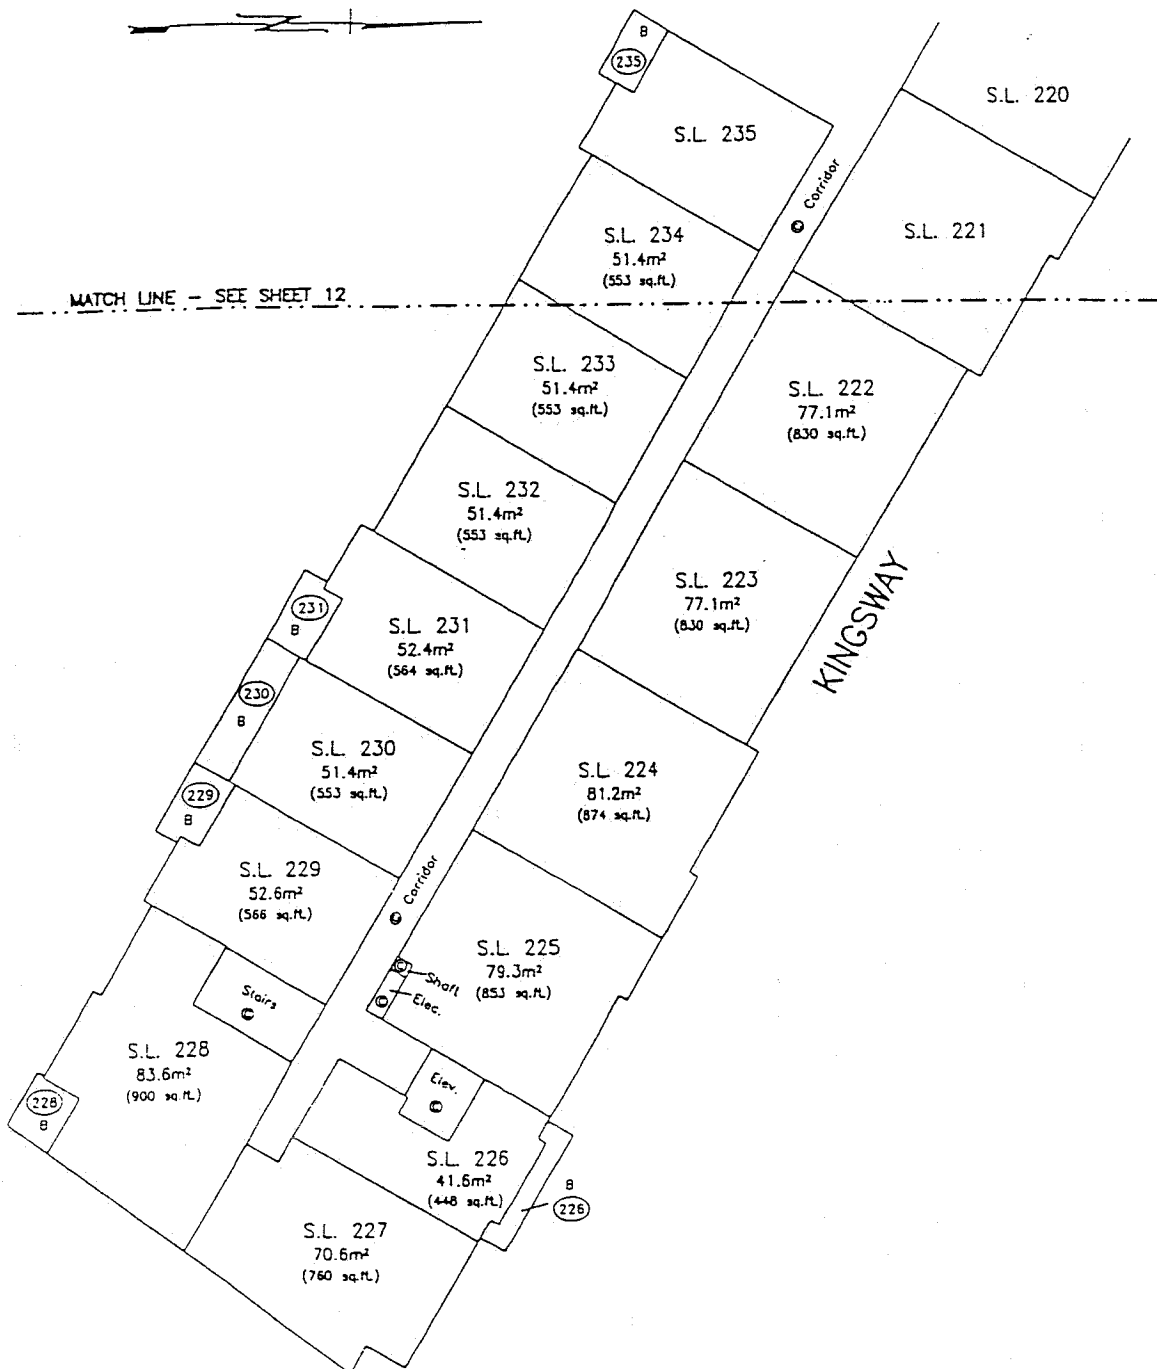 B
235
S.L. 235
S.L. 220
Corridor
S.L. 221
S.L. 234
51.4m²
(553 sq.ft.)
MATCH LINE - SEE SHEET 12
S.L. 233
51.4m²
(553 sq.ft.)
S.L. 222
77.1m²
(830 sq.ft.)
S.L. 232
51.4m²
(553 sq.ft.)
S.L. 223
77.1m²
(830 sq.ft.)
KINGSWAY
231
B
S.L. 231
52.4m²
(564 sq.ft.)
230
B
S.L. 230
51.4m²
(553 sq.ft.)
S.L. 224
81.2m²
(874 sq.ft.)
229
B
S.L. 229
52.6m²
(566 sq.ft.)
Corridor
C
S.L. 225
79.3m²
(853 sq.ft.)
C
Shaft
C
Elec.
Stairs
C
S.L. 228
83.6m²
(900 sq.ft.)
228
B
Elev.
C
S.L. 226
41.6m²
(448 sq.ft.)
B
226
S.L. 227
70.6m²
(760 sq.ft.)